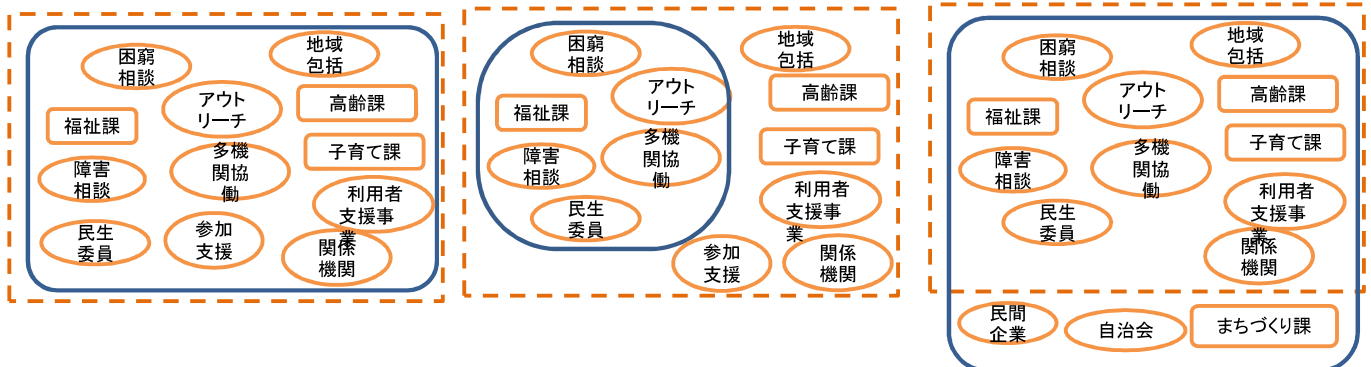 困窮
相談
地域
包括
アウト
リーチ
高齢課
福祉課
子育て課
多機
関協
働
障害
相談
利用者
支援事
業
民生
委員
参加
支援
関係
機関
困窮
相談
地域
包括
アウト
リーチ
高齢課
福祉課
多機
関協
働
子育て課
障害
相談
利用者
支援事
業
民生
委員
参加
支援
関係
機関
困窮
相談
地域
包括
アウト
リーチ
高齢課
福祉課
子育て課
多機
関協
働
障害
相談
利用者
支援事
業
民生
委員
関係
機関
民間
企業
自治会
まちづくり課